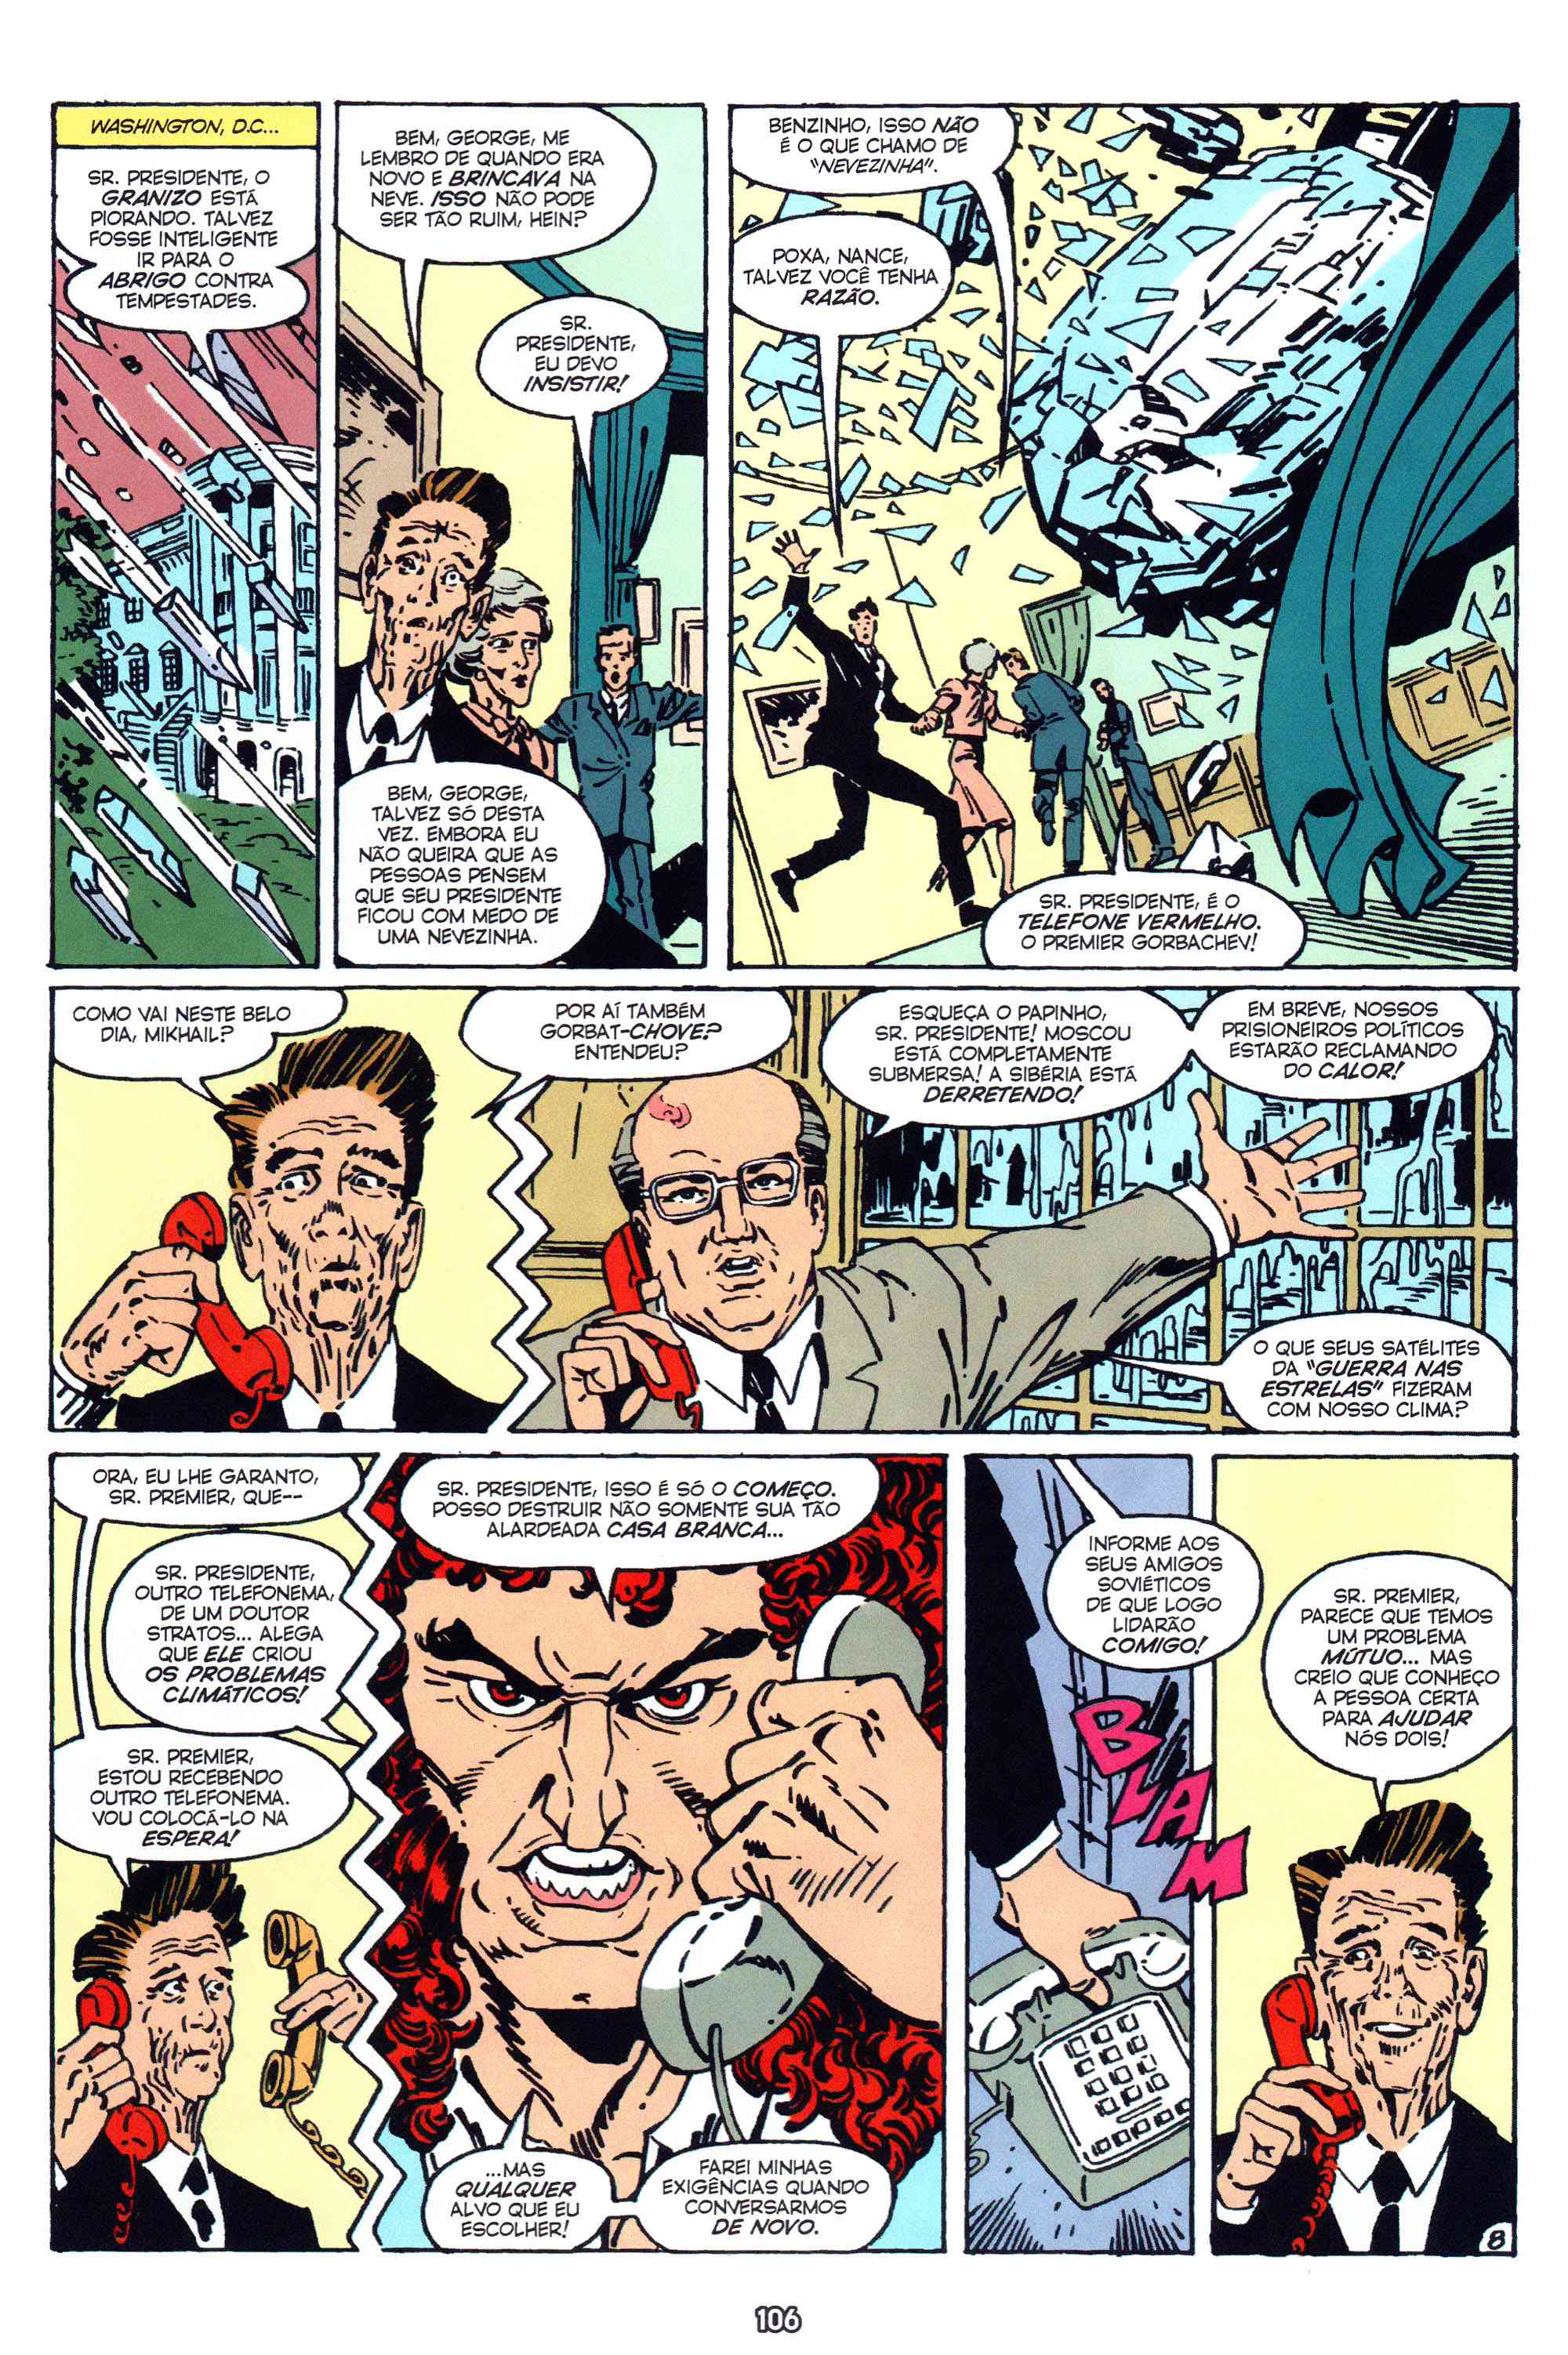 WASHINGTON, D.C...
SR. PRESIDENTE, O
GRANIZO ESTÁ
PIORANDO. TALVEZ
FOSSE INTELIGENTE
IR PARA O
ABRIGO CONTRA
TEMPESTADES.
BEM, GEORGE, ME
LEMBRO DE QUANDO ERA
NOVO E BRINCAVA NA
NEVE. ISSO NÃO PODE
SER TÃO RUIM, HEIN?
SR.
PRESIDENTE,
EU DEVO
INSISTIR!
BEM, GEORGE,
TALVEZ SÓ DESTA
VEZ. EMBORA EU
NÃO QUEIRA QUE AS
PESSOAS PENSEM
QUE SEU PRESIDENTE
FICOU COM MEDO DE
UMA NEVEZINHA.
BENZINHO, ISSO NÃO
É O QUE CHAMO DE
"NEVEZINHA".
POXA, NANCE,
TALVEZ VOCÊ TENHA
RAZÃO.
SR. PRESIDENTE, É O
TELEFONE VERMELHO.
O PREMIER GORBACHEV!
COMO VAI NESTE BELO
DIA, MIKHAIL?
POR AÍ TAMBÉM
GORBAT-CHOVE?
ENTENDEU?
ESQUEÇA O PAPINHO,
SR. PRESIDENTE! MOSCOU
ESTÁ COMPLETAMENTE
SUBMERSA! A SIBÉRIA ESTÁ
DERRETENDO!
EM BREVE, NOSSOS
PRISIONEIROS POLÍTICOS
ESTARÃO RECLAMANDO
DO CALOR!
O QUE SEUS SATÉLITES
DA "GUERRA NAS
ESTRELAS" FIZERAM
COM NOSSO CLIMA?
ORA, EU LHE GARANTO,
SR. PREMIER, QUE--
SR. PRESIDENTE,
OUTRO TELEFONEMA,
DE UM DOUTOR
STRATOS... ALEGA
QUE ELE CRIOU
OS PROBLEMAS
CLIMÁTICOS!
SR. PREMIER,
ESTOU RECEBENDO
OUTRO TELEFONEMA.
VOU COLOCÁ-LO NA
ESPERA!
SR. PRESIDENTE, ISSO É SÓ O COMEÇO.
POSSO DESTRUIR NÃO SOMENTE SUA TÃO
ALARDEADA CASA BRANCA...
...MAS
QUALQUER
ALVO QUE EU
ESCOLHER!
FAREI MINHAS
EXIGÊNCIAS QUANDO
CONVERSARMOS
DE NOVO.
INFORME AOS
SEUS AMIGOS
SOVIÉTICOS
DE QUE LOGO
LIDARÃO
COMIGO!
BLAM
SR. PREMIER,
PARECE QUE TEMOS
UM PROBLEMA
MÚTUO... MAS
CREIO QUE CONHEÇO
A PESSOA CERTA
PARA AJUDAR
NÓS DOIS!
8
106